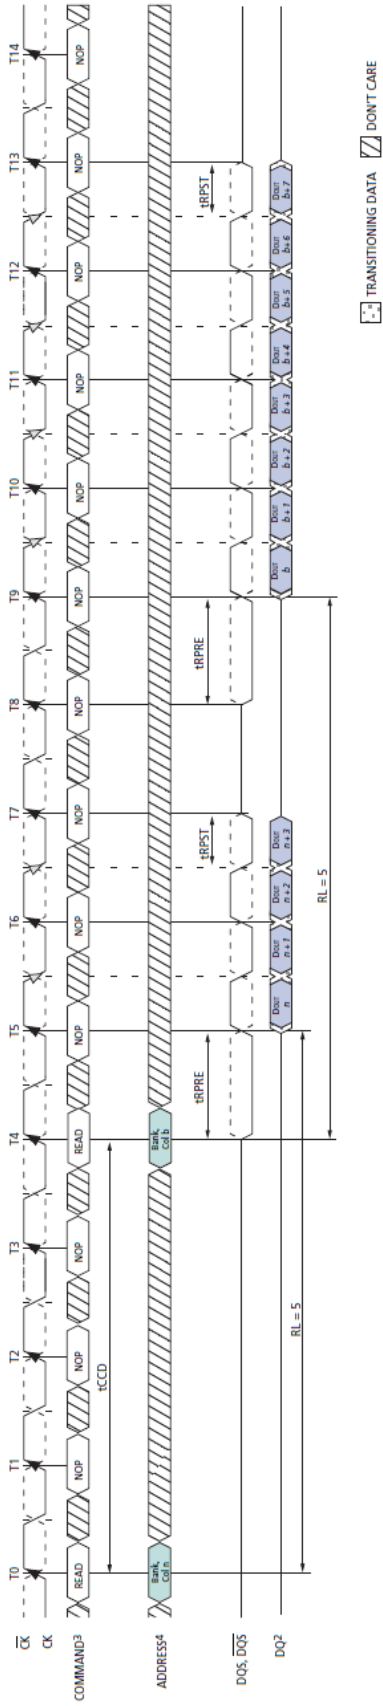 T0 T1 T2 T3 T4 T5 T6 T7 T8 T9 T10 T11 T12 T13 T14
CK
CK
COMMAND3 READ NOP NOP NOP READ NOP NOP NOP NOP NOP NOP NOP NOP NOP NOP
tCCD
ADDRESS4 Bank, Col n Bank, Col b
tRPRE tRPST tRPRE tRPST
DQS, DQS
DQ2 DOUT n DOUT n + 1 DOUT n + 2 DOUT n + 3 DOUT b DOUT b + 1 DOUT b + 2 DOUT b + 3 DOUT b + 4 DOUT b + 5 DOUT b + 6 DOUT b + 7
RL = 5
RL = 5
TRANSITIONING DATA DON'T CARE